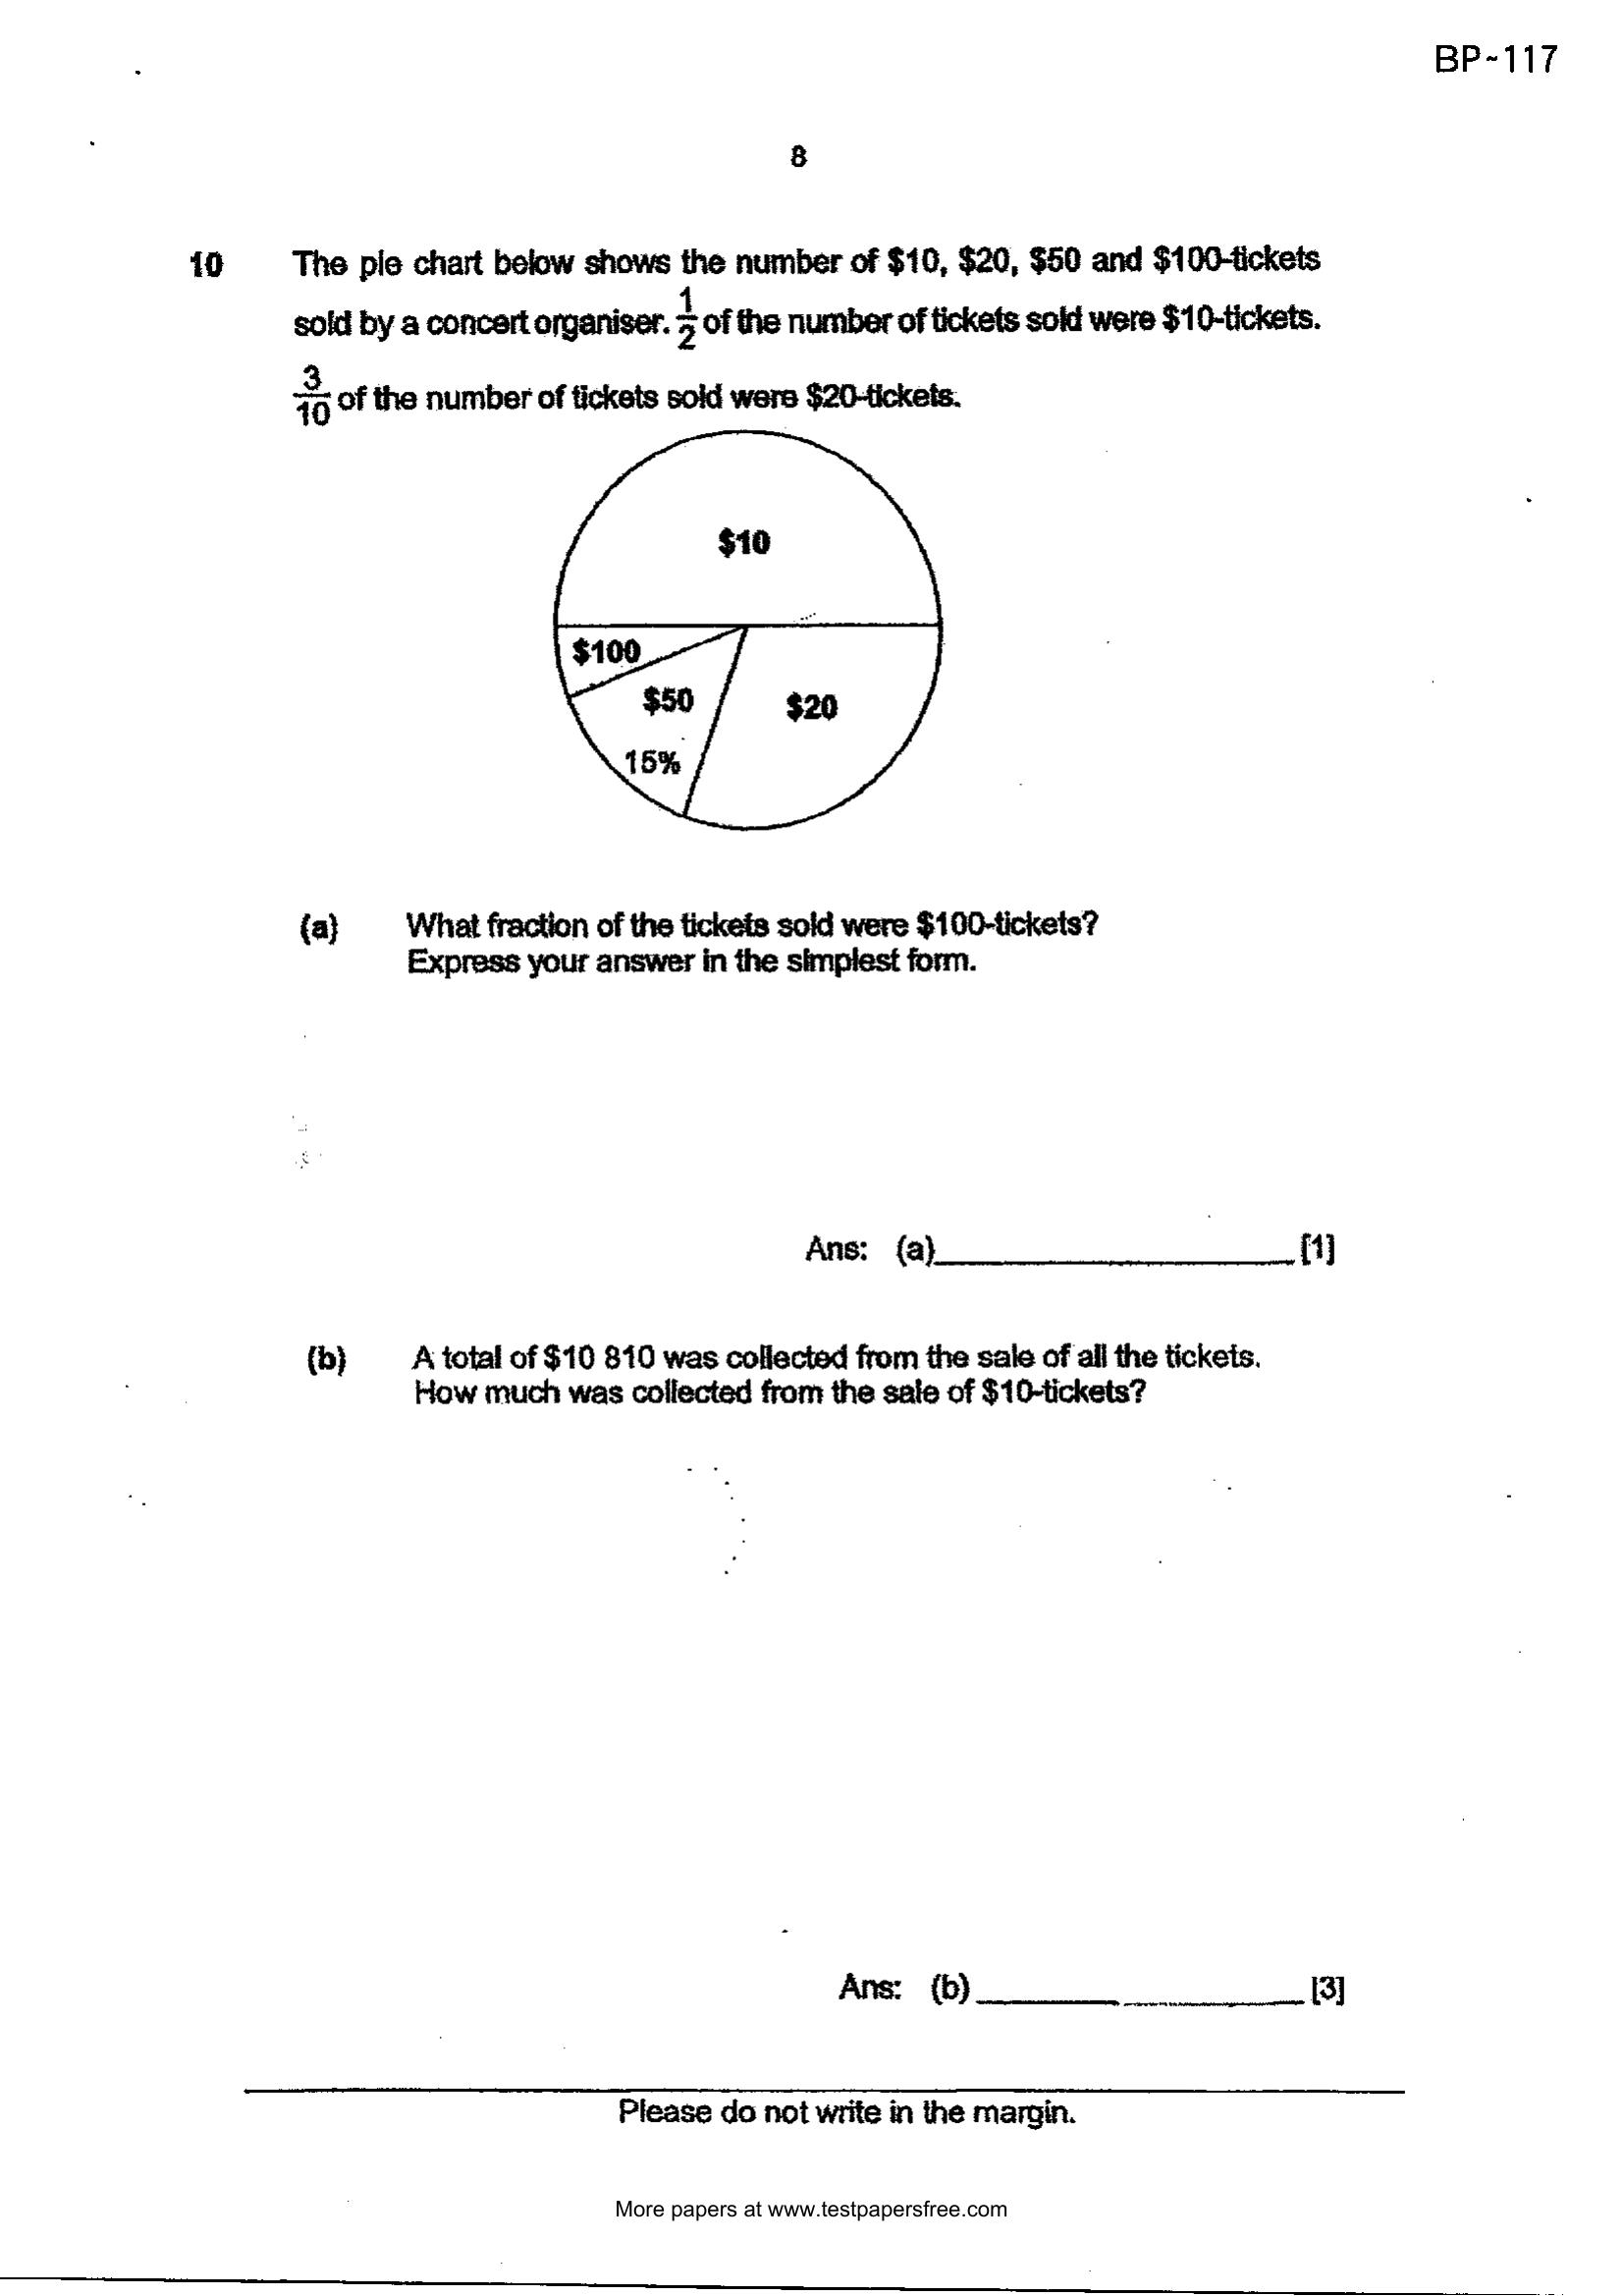 BP-117
8
10 The pie chart below shows the number of $10, $20, $50 and $100-tickets
sold by a concert organiser. 1/2 of the number of tickets sold were $10-tickets.
3/10 of the number of tickets sold were $20-tickets.
$10
$100
$50
$20
15%
(a) What fraction of the tickets sold were $100-tickets?
Express your answer in the simplest form.
Ans: (a)____________________[1]
(b) A total of $10 810 was collected from the sale of all the tickets.
How much was collected from the sale of $10-tickets?
Ans: (b)____________________[3]
Please do not write in the margin.
More papers at www.testpapersfree.com